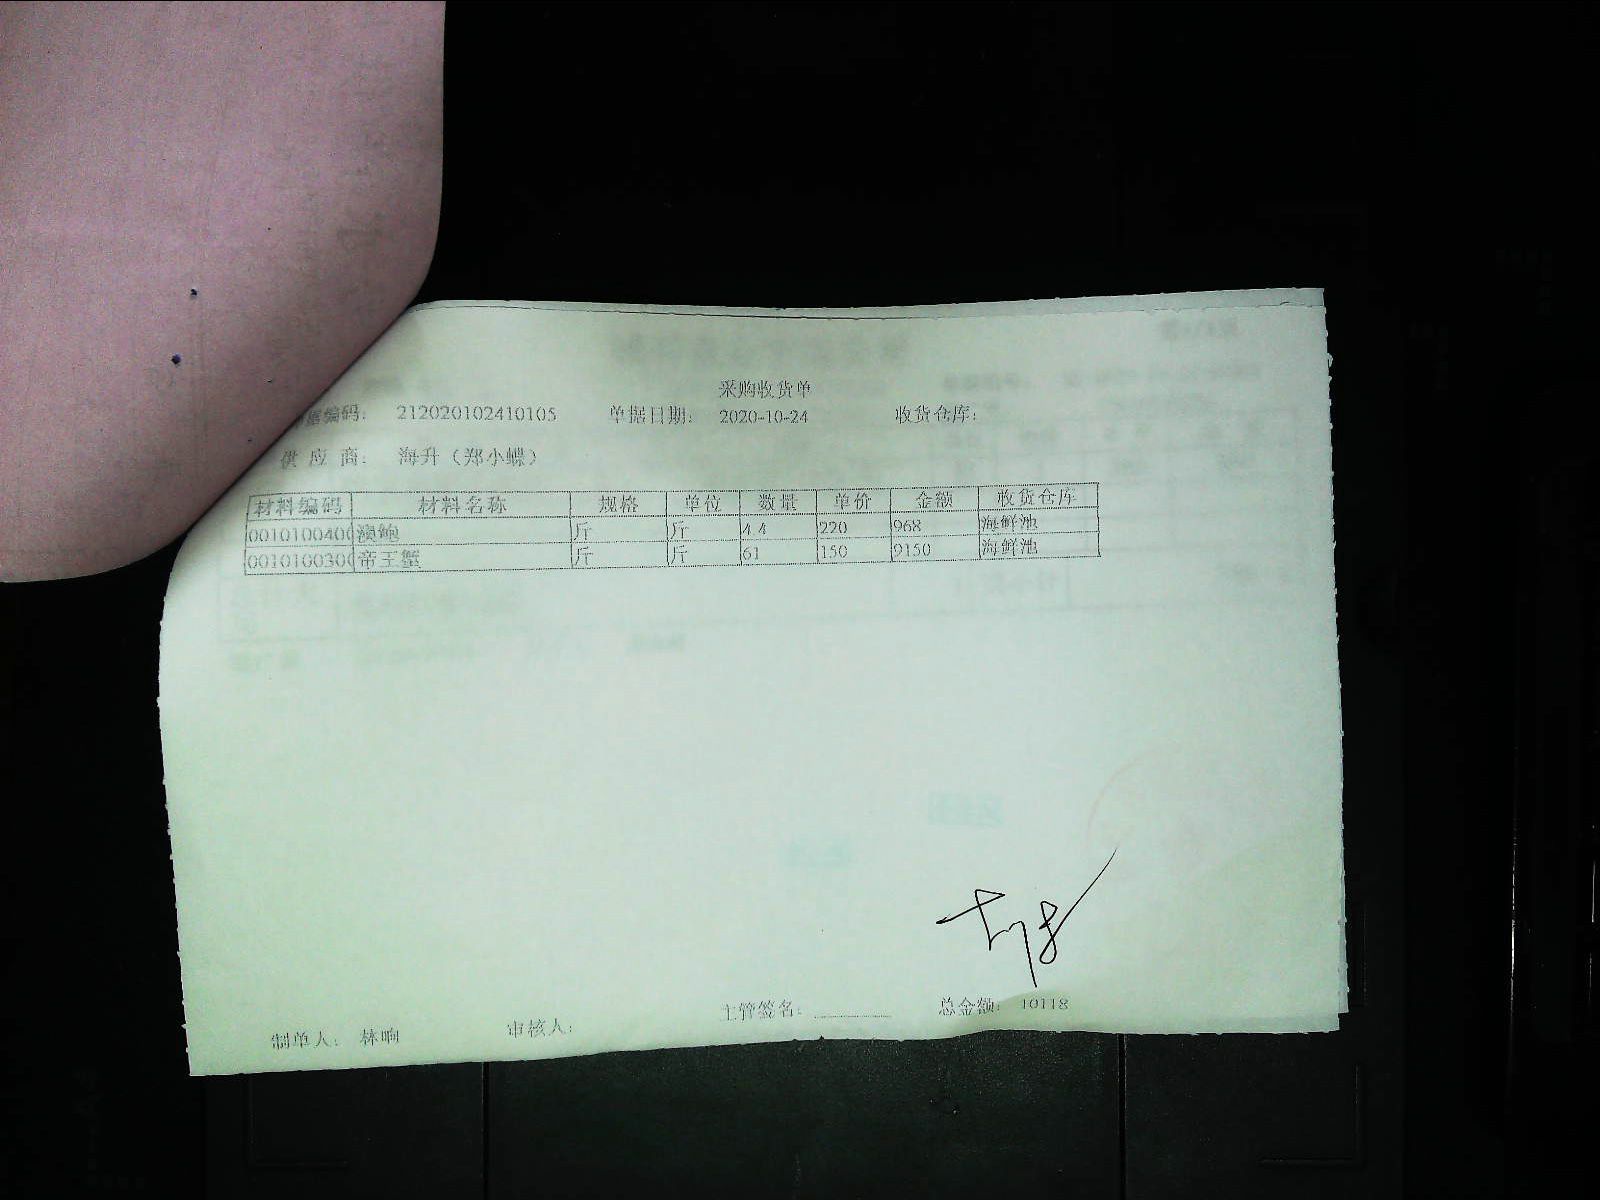 采购收货单
据编码： 212020102410105 单据日期： 2020-10-24 收货仓库：
供 应 商： 海升（郑小蝶）
材料编码 材料名称 规格 单位 数量 单价 金额 收货仓库
0010100400 澳鲍 斤 斤 4.4 220 968 海鲜池
0010100300 帝王蟹 斤 斤 61 150 9150 海鲜池
主管签名： 总金额： 10118
制单人： 林晌 审核人：